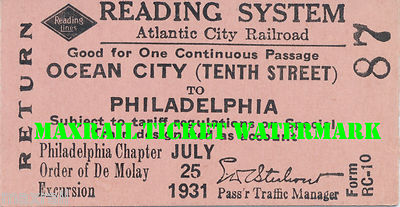 Reading Lines
READING SYSTEM
Atlantic City Railroad
Good for One Continuous Passage
OCEAN CITY (TENTH STREET)
TO
PHILADELPHIA
Subject to tariff regulations on Special
MAXRAIL TICKET WATERMARK
Philadelphia Chapter JULY
Order of De Molay 25
Excursion 1931
Pass'r Traffic Manager
RETURN
87
Form RC-10